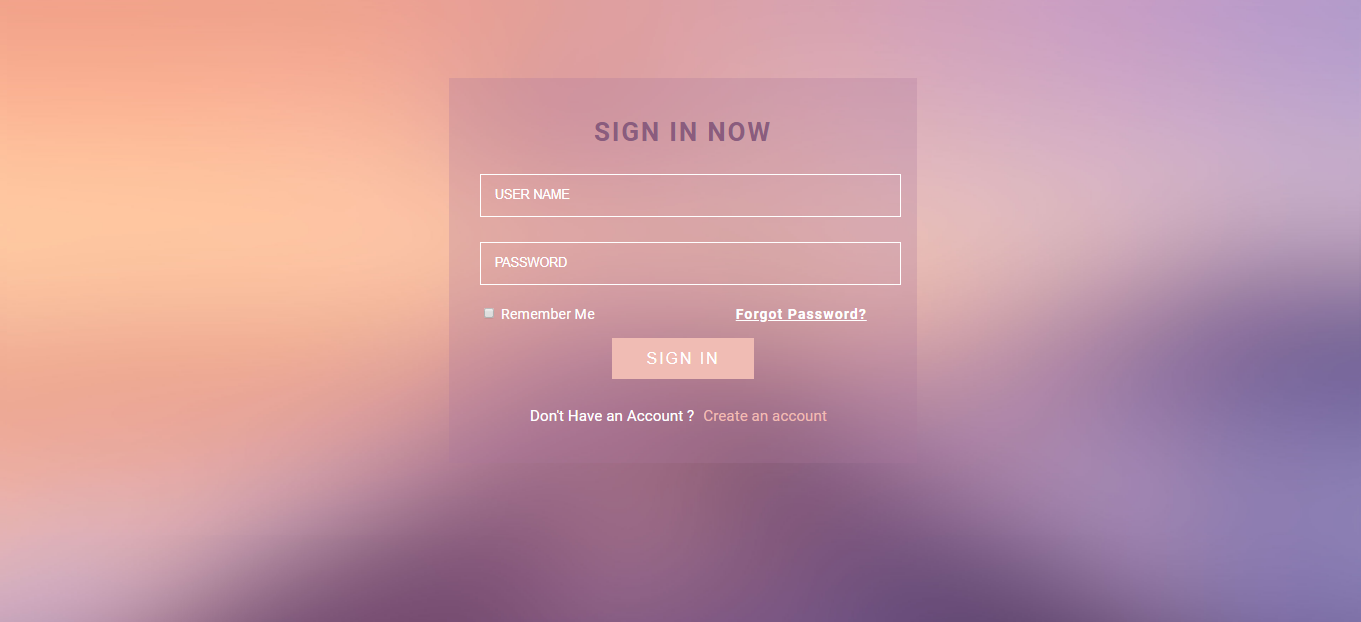 SIGN IN NOW
USER NAME
PASSWORD
Remember Me Forgot Password?
SIGN IN
Don't Have an Account ? Create an account